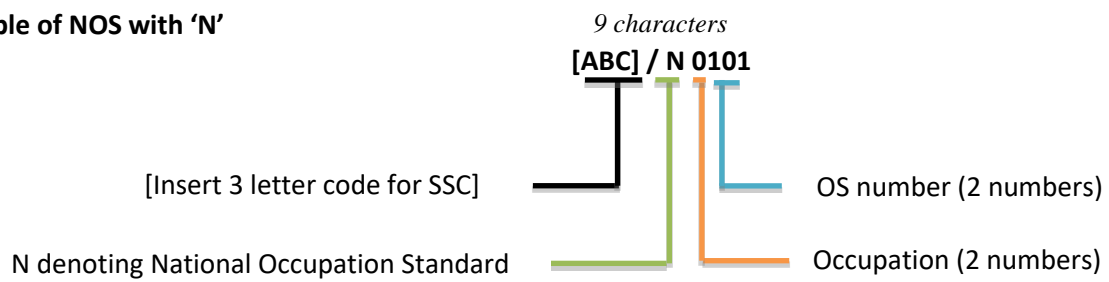 ple of NOS with ‘N’
9 characters
[ABC] / N 0101
[Insert 3 letter code for SSC]
OS number (2 numbers)
N denoting National Occupation Standard
Occupation (2 numbers)